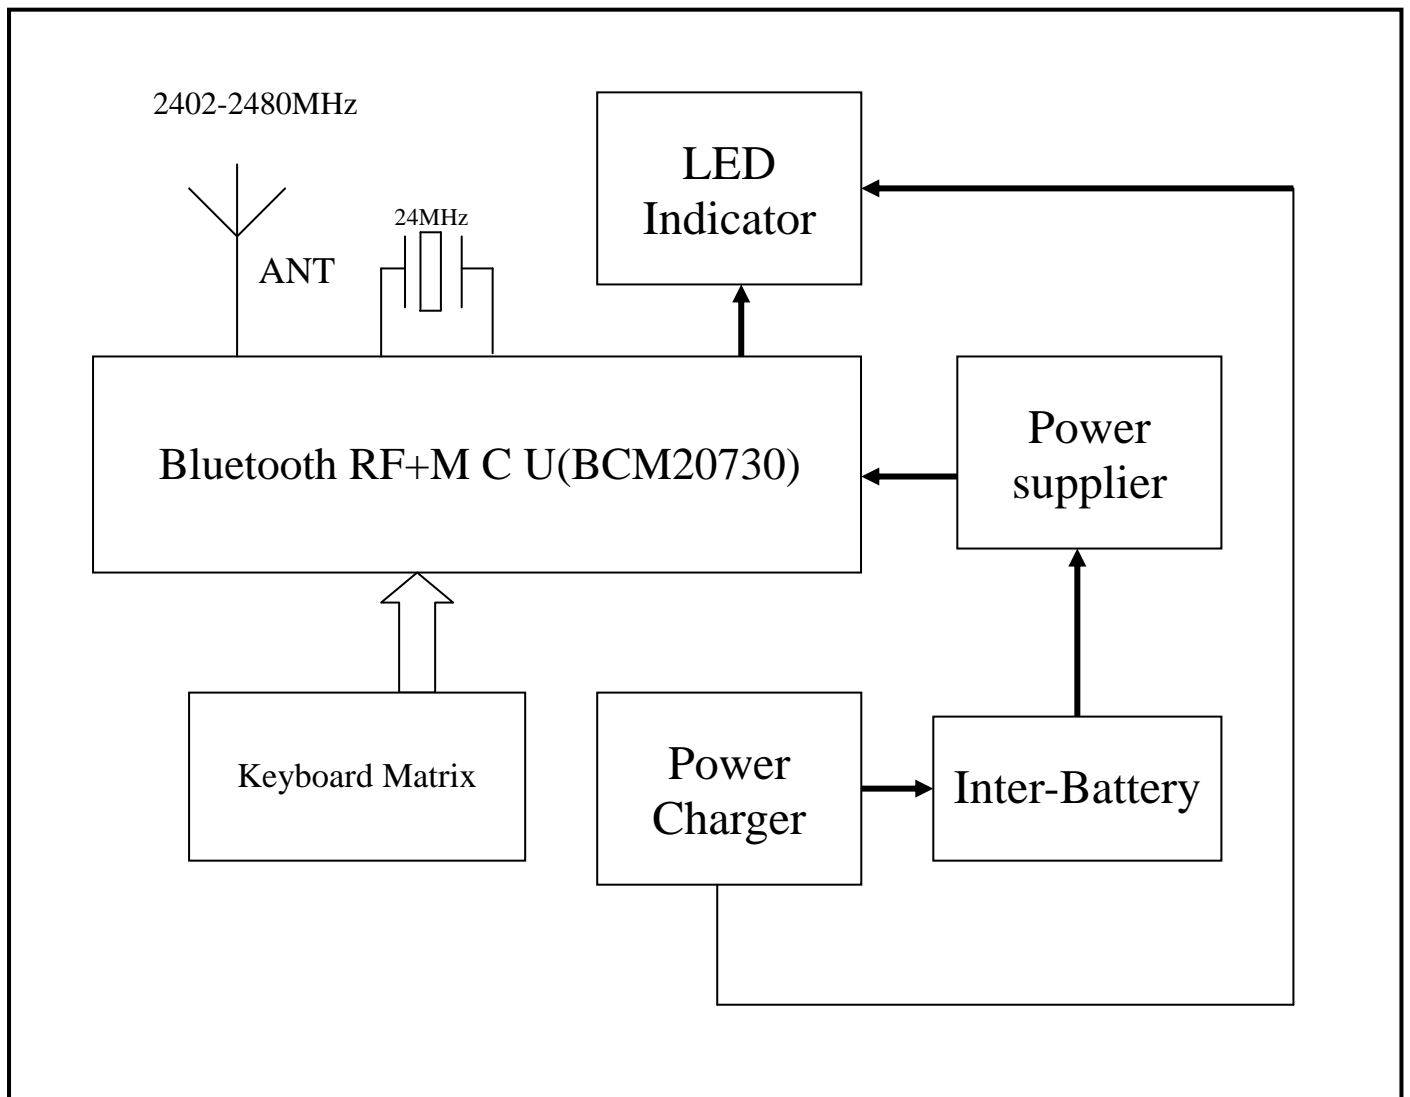 2402-2480MHz
ANT
24MHz
LED
Indicator
Bluetooth RF+M C U(BCM20730)
Power
supplier
Keyboard Matrix
Power
Charger
Inter-Battery